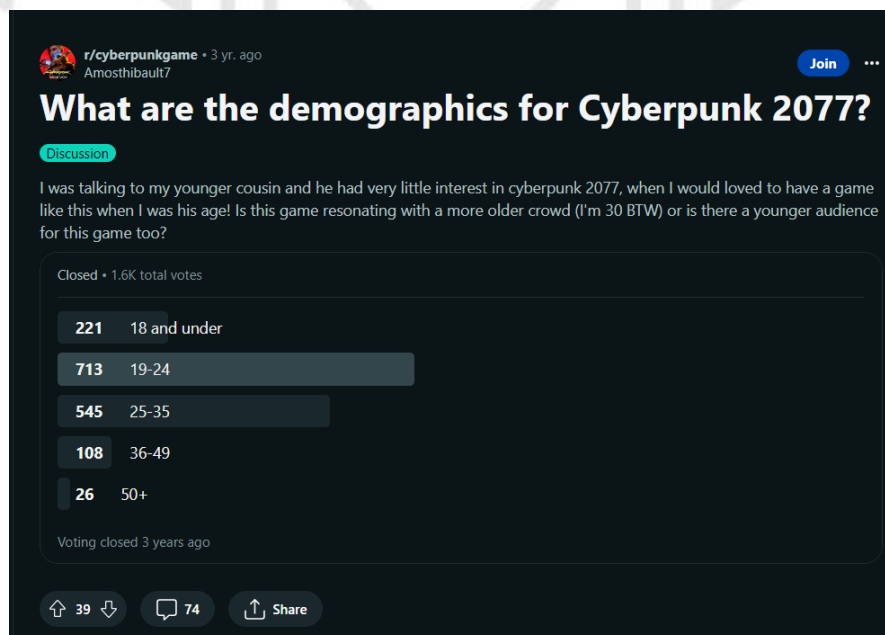 r/cyberpunkgame • 3 yr. ago
Amosthibault7
Join
What are the demographics for Cyberpunk 2077?
Discussion
I was talking to my younger cousin and he had very little interest in cyberpunk 2077, when I would loved to have a game
like this when I was his age! Is this game resonating with a more older crowd (I'm 30 BTW) or is there a younger audience
for this game too?
Closed • 1.6K total votes
221 18 and under
713 19-24
545 25-35
108 36-49
26 50+
Voting closed 3 years ago
39 74 Share